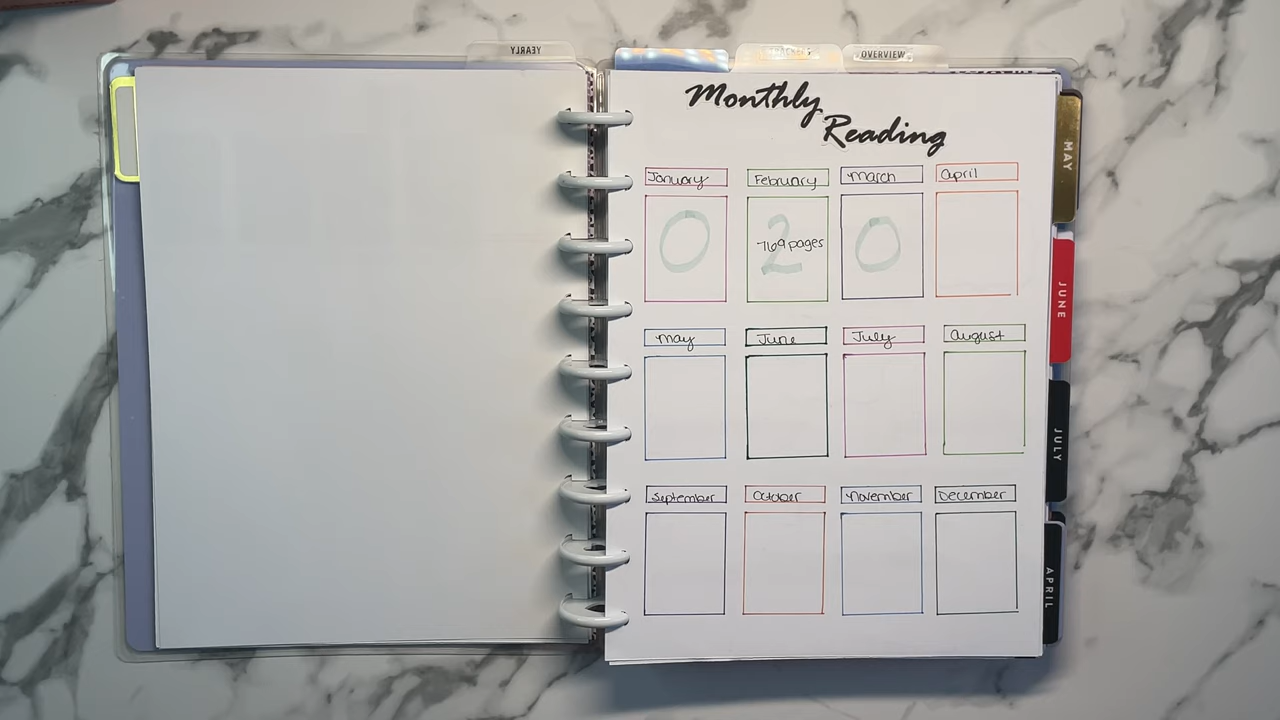 YEARLY
OVERVIEW
Monthly
Reading
January February March april
0 2 0
769 pages
may June July August
September October november December
MAY
JUNE
JULY
APRIL